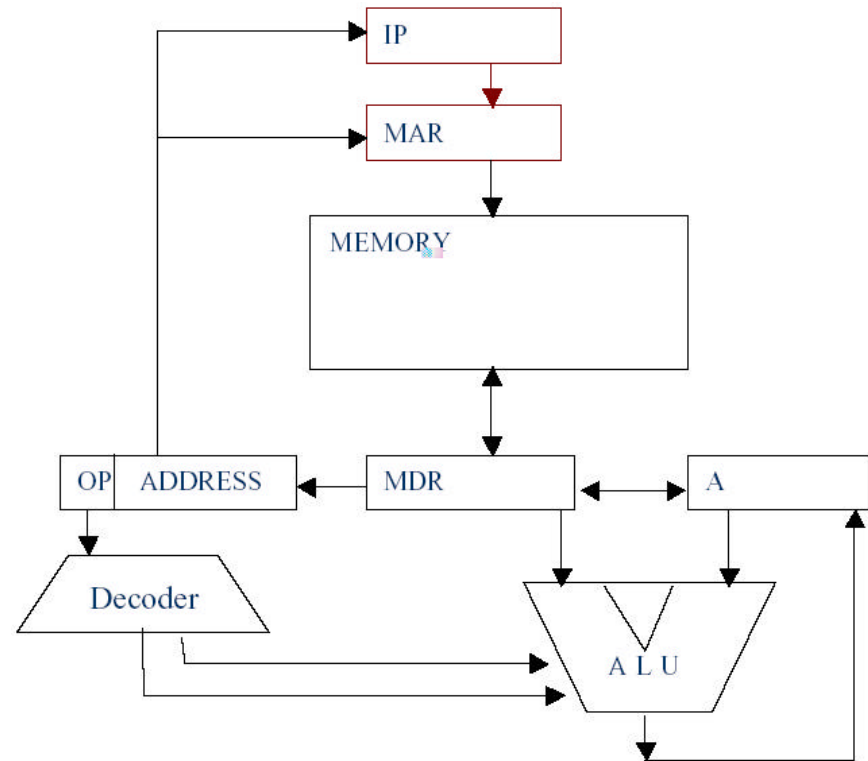 IP
MAR
MEMORY
OP ADDRESS
MDR
A
Decoder
A L U